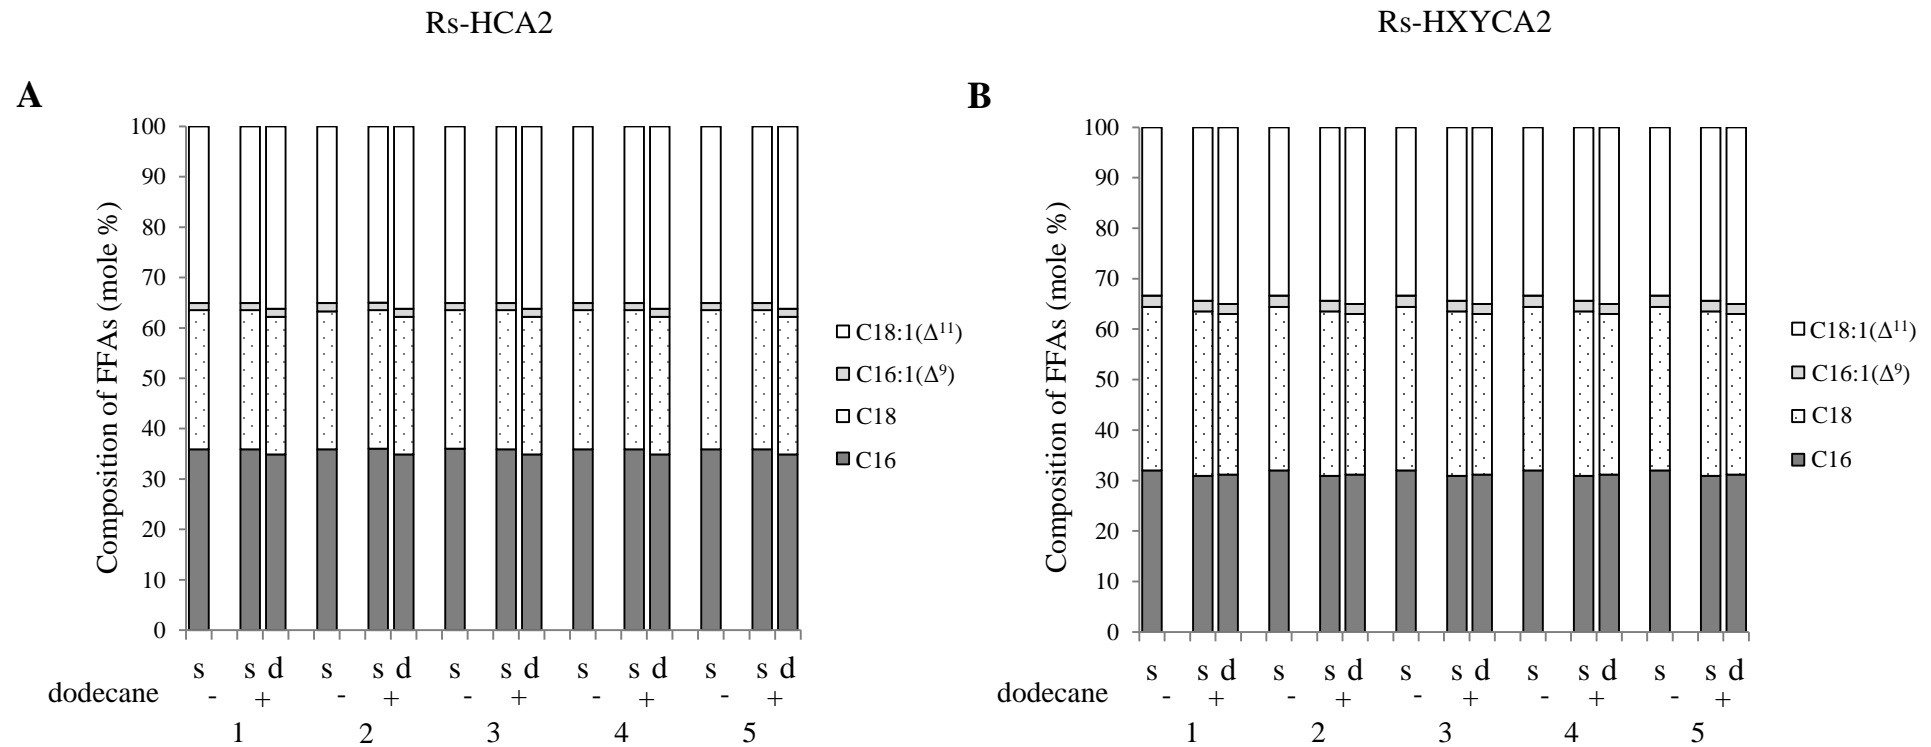 Rs-HCA2
A
Composition of FFAs (mole %)
100
90
80
70
60
50
40
30
20
10
0
s s d s s d s s d s s d s s d
dodecane - + - + - + - + - +
1 2 3 4 5
C18:1(Δ¹¹)
C16:1(Δ⁹)
C18
C16
Rs-HXYCA2
B
Composition of FFAs (mole %)
100
90
80
70
60
50
40
30
20
10
0
s s d s s d s s d s s d s s d
dodecane - + - + - + - + - +
1 2 3 4 5
C18:1(Δ¹¹)
C16:1(Δ⁹)
C18
C16